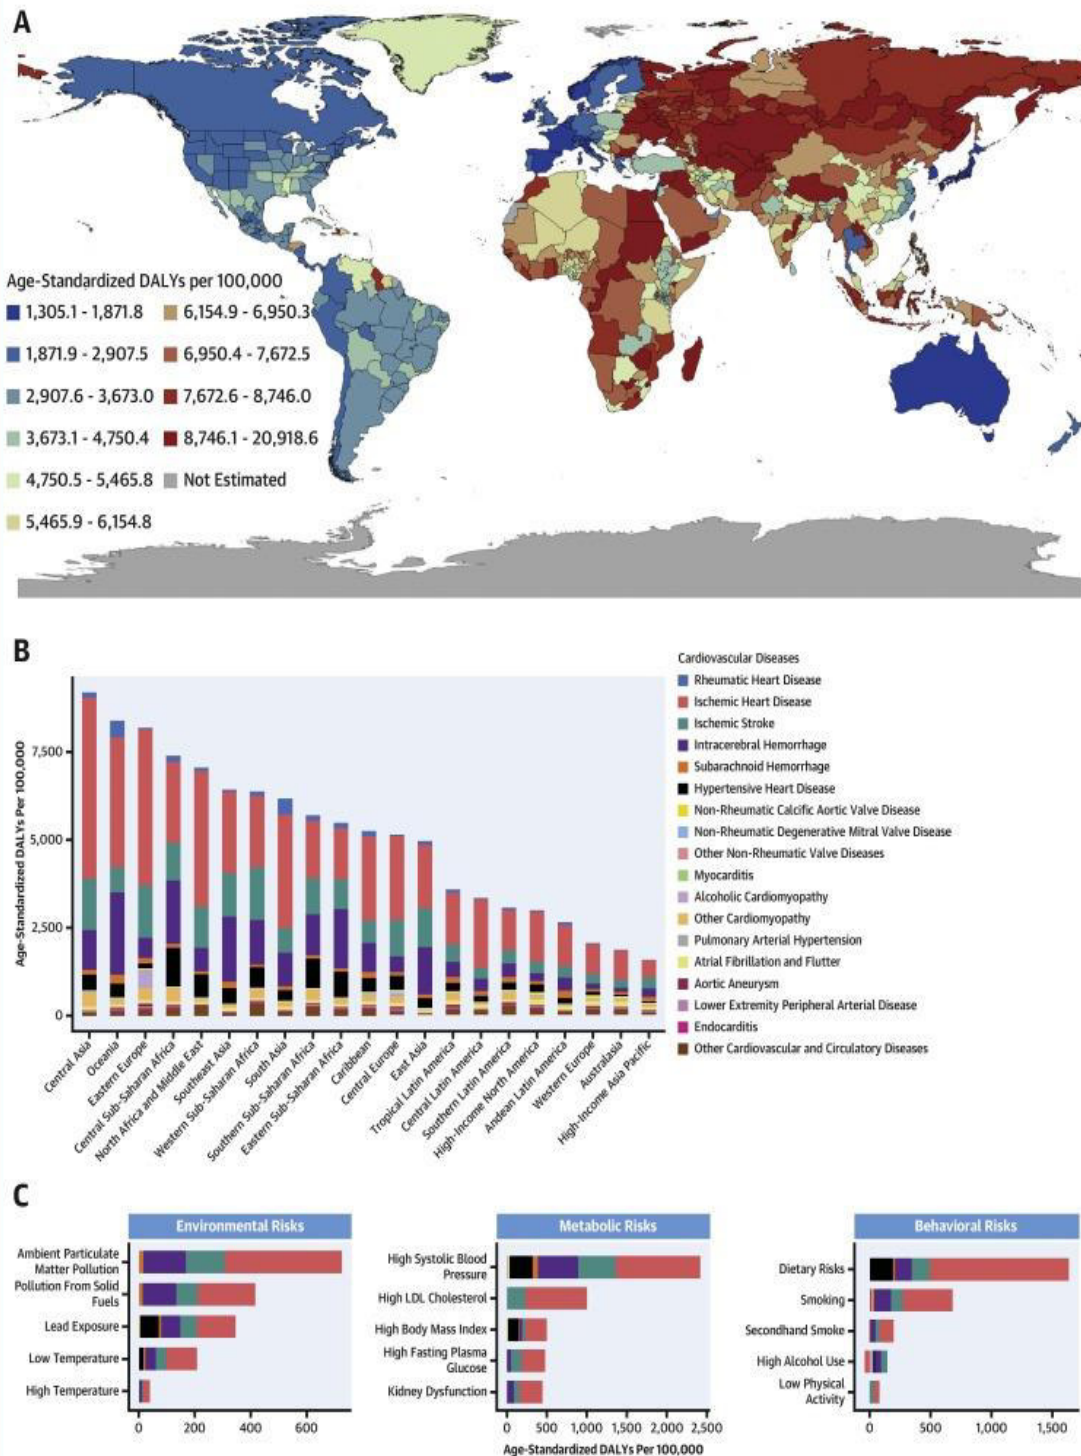 A
Age-Standardized DALYs per 100,000
1,305.1 - 1,871.8
6,154.9 - 6,950.3
1,871.9 - 2,907.5
6,950.4 - 7,672.5
2,907.6 - 3,673.0
7,672.6 - 8,746.0
3,673.1 - 4,750.4
8,746.1 - 20,918.6
4,750.5 - 5,465.8
Not Estimated
5,465.9 - 6,154.8
B
Age-Standardized DALYs Per 100,000
7,500
5,000
2,500
0
Central Asia
Oceania
Eastern Europe
Central Sub-Saharan Africa
North Africa and Middle East
Southeast Asia
Western Sub-Saharan Africa
South Asia
Southern Sub-Saharan Africa
Eastern Sub-Saharan Africa
Caribbean
Central Europe
East Asia
Tropical Latin America
Central Latin America
Southern Latin America
High-Income North America
Andean Latin America
Western Europe
Australasia
High-Income Asia Pacific
Cardiovascular Diseases
Rheumatic Heart Disease
Ischemic Heart Disease
Ischemic Stroke
Intracerebral Hemorrhage
Subarachnoid Hemorrhage
Hypertensive Heart Disease
Non-Rheumatic Calcific Aortic Valve Disease
Non-Rheumatic Degenerative Mitral Valve Disease
Other Non-Rheumatic Valve Diseases
Myocarditis
Alcoholic Cardiomyopathy
Other Cardiomyopathy
Pulmonary Arterial Hypertension
Atrial Fibrillation and Flutter
Aortic Aneurysm
Lower Extremity Peripheral Arterial Disease
Endocarditis
Other Cardiovascular and Circulatory Diseases
C
Environmental Risks
Ambient Particulate
Matter Pollution
Pollution From Solid
Fuels
Lead Exposure
Low Temperature
High Temperature
0
200
400
600
Metabolic Risks
High Systolic Blood
Pressure
High LDL Cholesterol
High Body Mass Index
High Fasting Plasma
Glucose
Kidney Dysfunction
0
500
1,000
1,500
2,000
2,500
Age-Standardized DALYs Per 100,000
Behavioral Risks
Dietary Risks
Smoking
Secondhand Smoke
High Alcohol Use
Low Physical
Activity
0
500
1,000
1,500